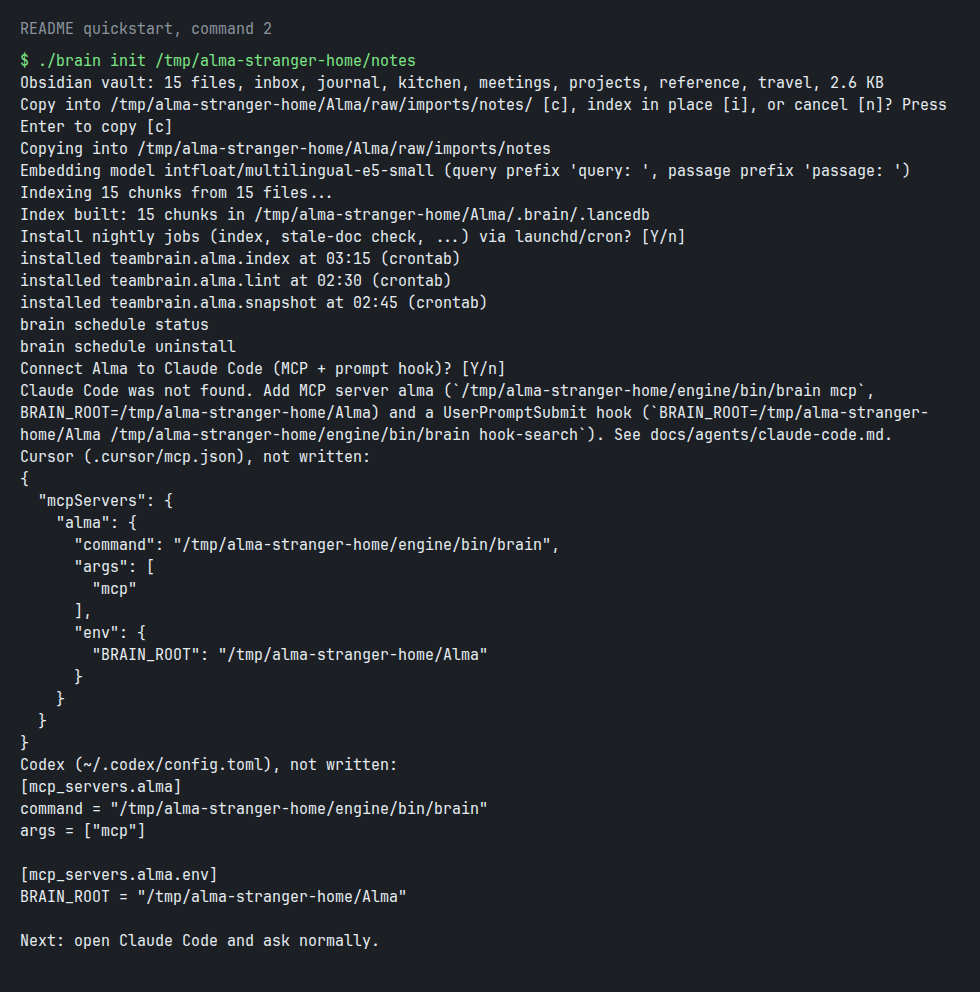 README quickstart, command 2
$ ./brain init /tmp/alma-stranger-home/notes
Obsidian vault: 15 files, inbox, journal, kitchen, meetings, projects, reference, travel, 2.6 KB
Copy into /tmp/alma-stranger-home/Alma/raw/imports/notes/ [c], index in place [i], or cancel [n]? Press
Enter to copy [c]
Copying into /tmp/alma-stranger-home/Alma/raw/imports/notes
Embedding model intfloat/multilingual-e5-small (query prefix 'query: ', passage prefix 'passage: ')
Indexing 15 chunks from 15 files...
Index built: 15 chunks in /tmp/alma-stranger-home/Alma/.brain/.lancedb
Install nightly jobs (index, stale-doc check, ...) via launchd/cron? [Y/n]
installed teambrain.alma.index at 03:15 (crontab)
installed teambrain.alma.lint at 02:30 (crontab)
installed teambrain.alma.snapshot at 02:45 (crontab)
brain schedule status
brain schedule uninstall
Connect Alma to Claude Code (MCP + prompt hook)? [Y/n]
Claude Code was not found. Add MCP server alma (`/tmp/alma-stranger-home/engine/bin/brain mcp`,
BRAIN_ROOT=/tmp/alma-stranger-home/Alma) and a UserPromptSubmit hook (`BRAIN_ROOT=/tmp/alma-stranger-
home/Alma /tmp/alma-stranger-home/engine/bin/brain hook-search`). See docs/agents/claude-code.md.
Cursor (.cursor/mcp.json), not written:
{
  "mcpServers": {
    "alma": {
      "command": "/tmp/alma-stranger-home/engine/bin/brain",
      "args": [
        "mcp"
      ],
      "env": {
        "BRAIN_ROOT": "/tmp/alma-stranger-home/Alma"
      }
    }
  }
}
Codex (~/.codex/config.toml), not written:
[mcp_servers.alma]
command = "/tmp/alma-stranger-home/engine/bin/brain"
args = ["mcp"]

[mcp_servers.alma.env]
BRAIN_ROOT = "/tmp/alma-stranger-home/Alma"

Next: open Claude Code and ask normally.